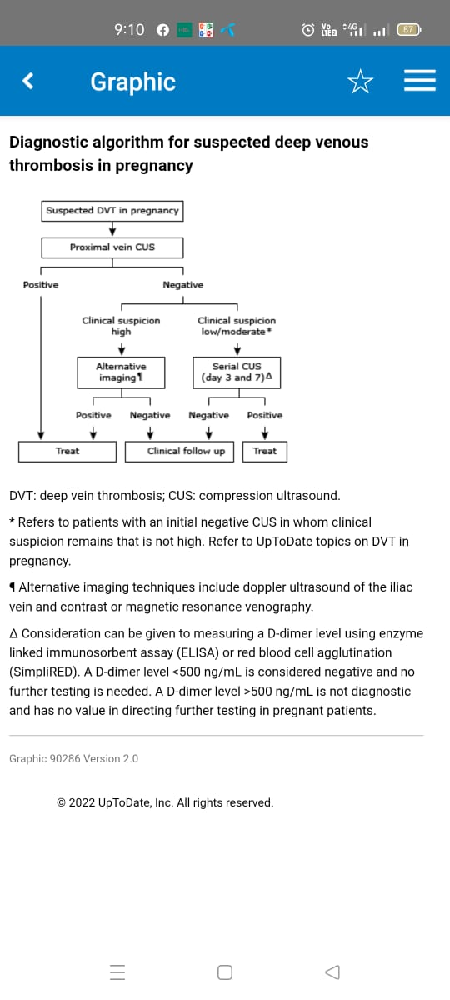 9:10
Vo
LTE
4G
87
Graphic
Diagnostic algorithm for suspected deep venous
thrombosis in pregnancy
Suspected DVT in pregnancy
Proximal vein CUS
Positive
Negative
Clinical suspicion
high
Clinical suspicion
low/moderate*
Alternative
imaging¶
Serial CUS
(day 3 and 7)Δ
Positive
Negative
Negative
Positive
Treat
Clinical follow up
Treat
DVT: deep vein thrombosis; CUS: compression ultrasound.
* Refers to patients with an initial negative CUS in whom clinical
suspicion remains that is not high. Refer to UpToDate topics on DVT in
pregnancy.
¶ Alternative imaging techniques include doppler ultrasound of the iliac
vein and contrast or magnetic resonance venography.
Δ Consideration can be given to measuring a D-dimer level using enzyme
linked immunosorbent assay (ELISA) or red blood cell agglutination
(SimpliRED). A D-dimer level <500 ng/mL is considered negative and no
further testing is needed. A D-dimer level >500 ng/mL is not diagnostic
and has no value in directing further testing in pregnant patients.
Graphic 90286 Version 2.0
© 2022 UpToDate, Inc. All rights reserved.